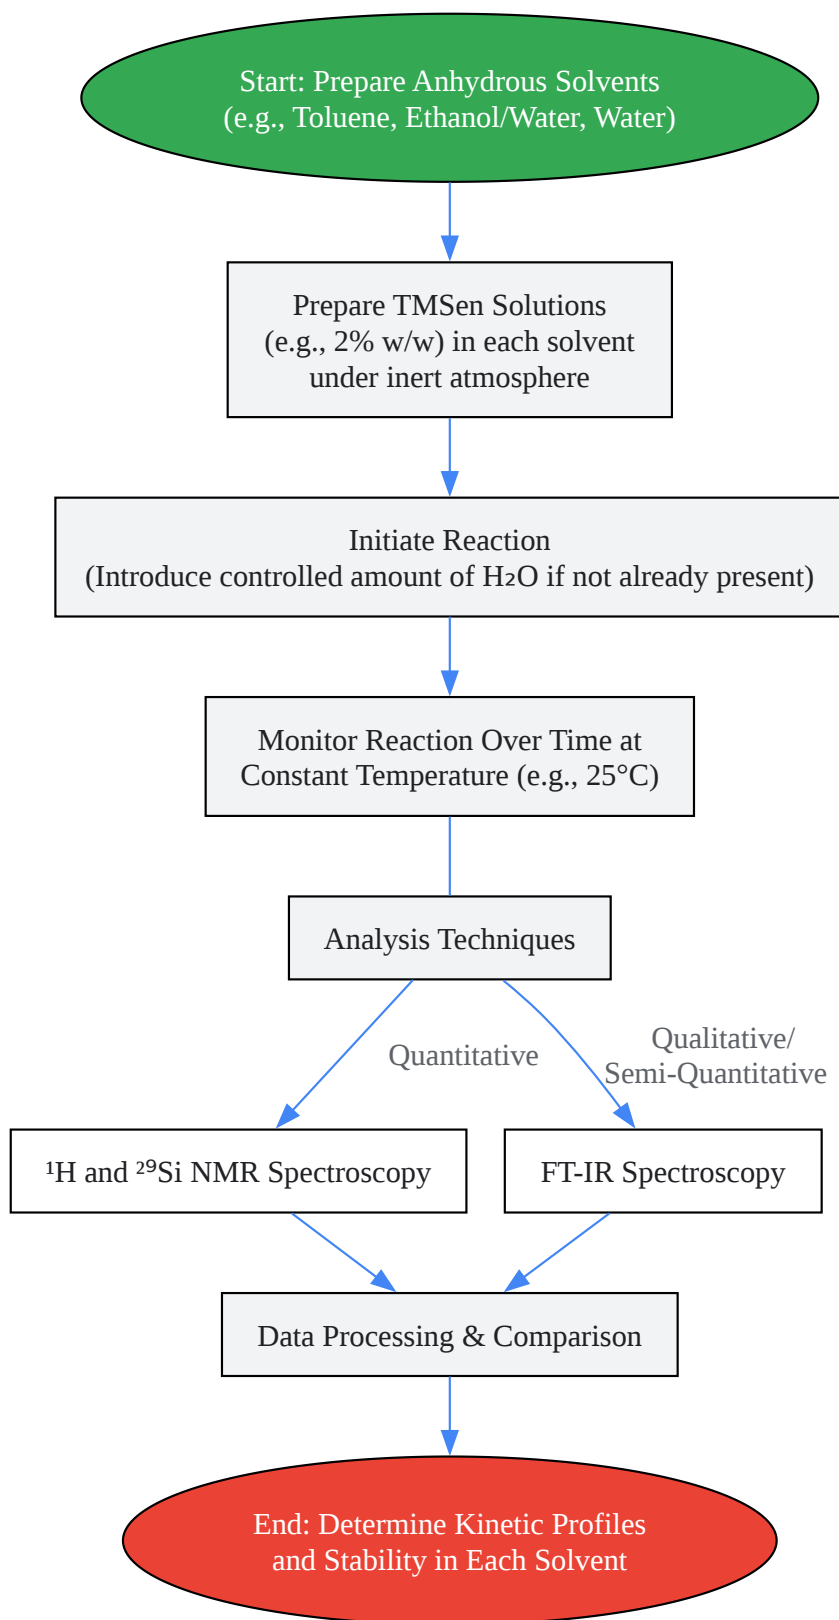 Start: Prepare Anhydrous Solvents
(e.g., Toluene, Ethanol/Water, Water)
Prepare TMSen Solutions
(e.g., 2% w/w) in each solvent
under inert atmosphere
Initiate Reaction
(Introduce controlled amount of H₂O if not already present)
Monitor Reaction Over Time at
Constant Temperature (e.g., 25°C)
Analysis Techniques
Quantitative
Qualitative/
Semi-Quantitative
¹H and ²⁹Si NMR Spectroscopy
FT-IR Spectroscopy
Data Processing & Comparison
End: Determine Kinetic Profiles
and Stability in Each Solvent